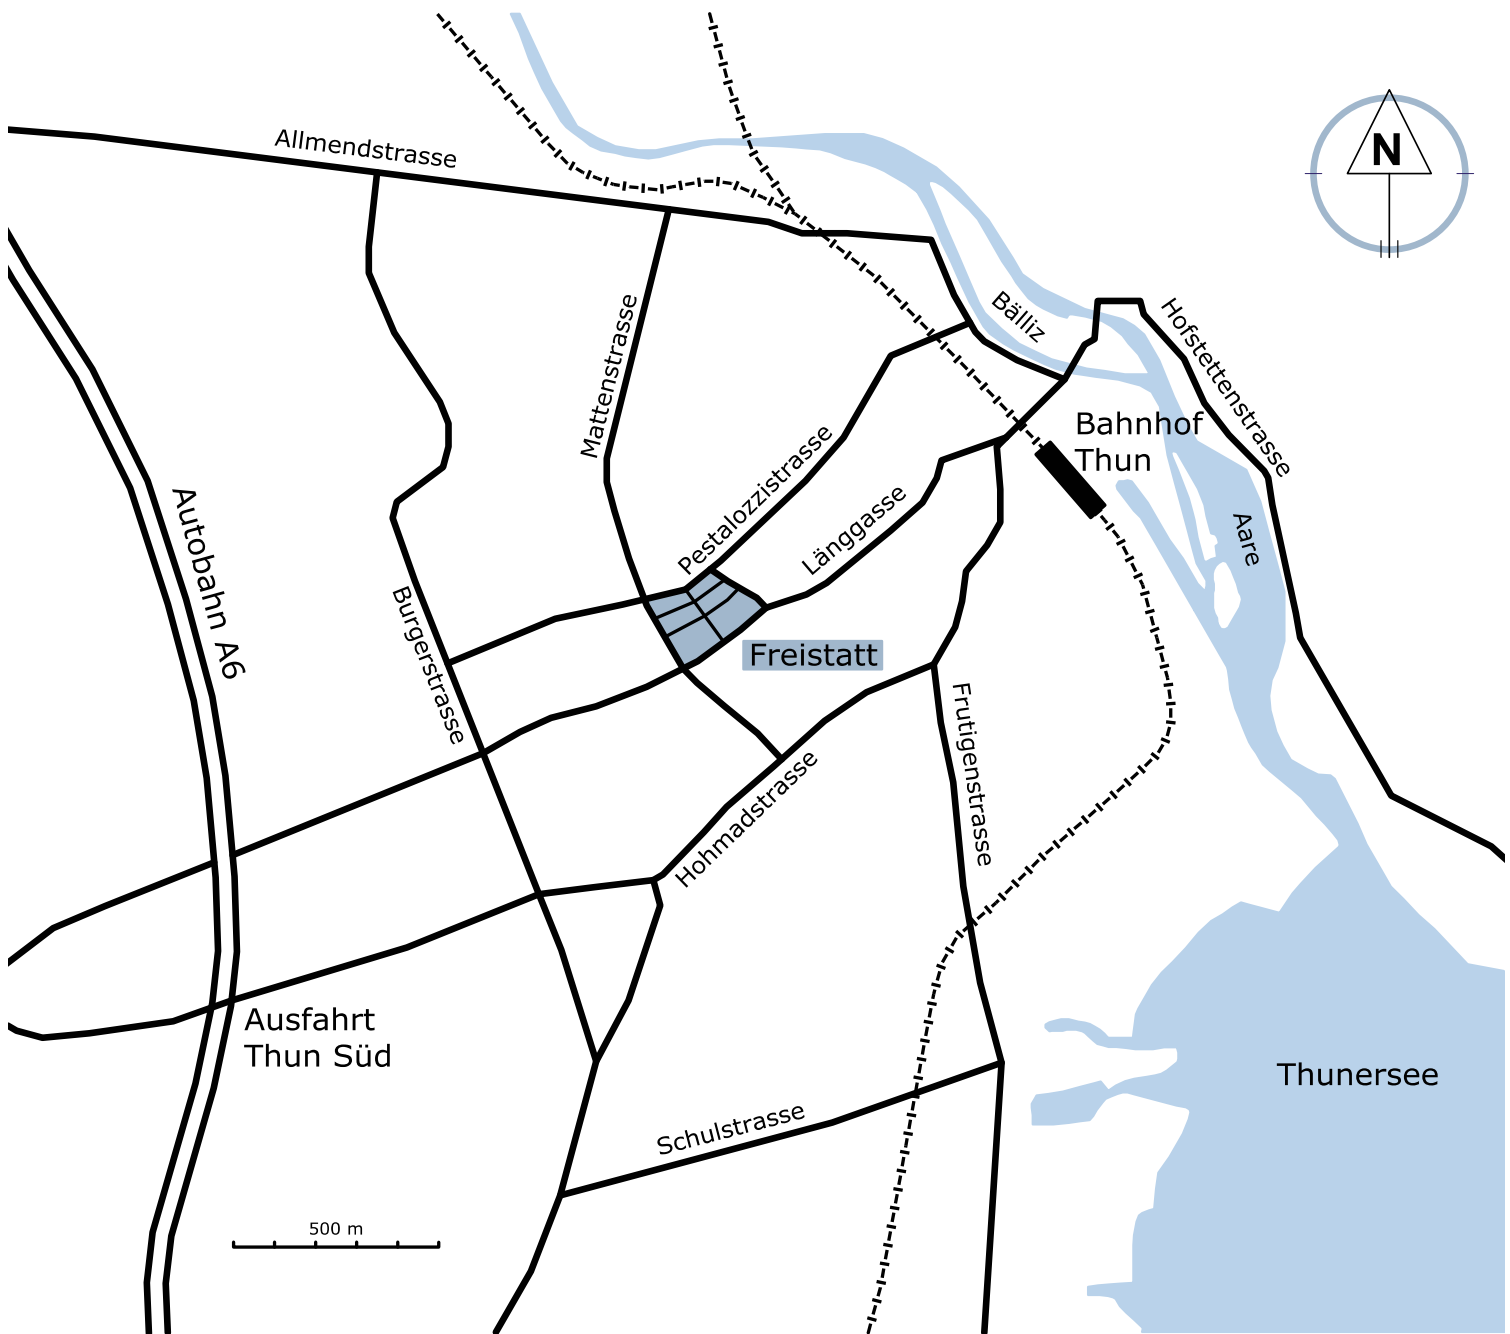 Allmendstrasse
N
Mattenstrasse
Bälliz
Hofstettenstrasse
Bahnhof
Thun
Pestalozzistrasse
Länggasse
Autobahn A6
Aare
Burgerstrasse
Freistatt
Frutigenstrasse
Hohmadstrasse
Ausfahrt
Thun Süd
Thunersee
Schulstrasse
500 m